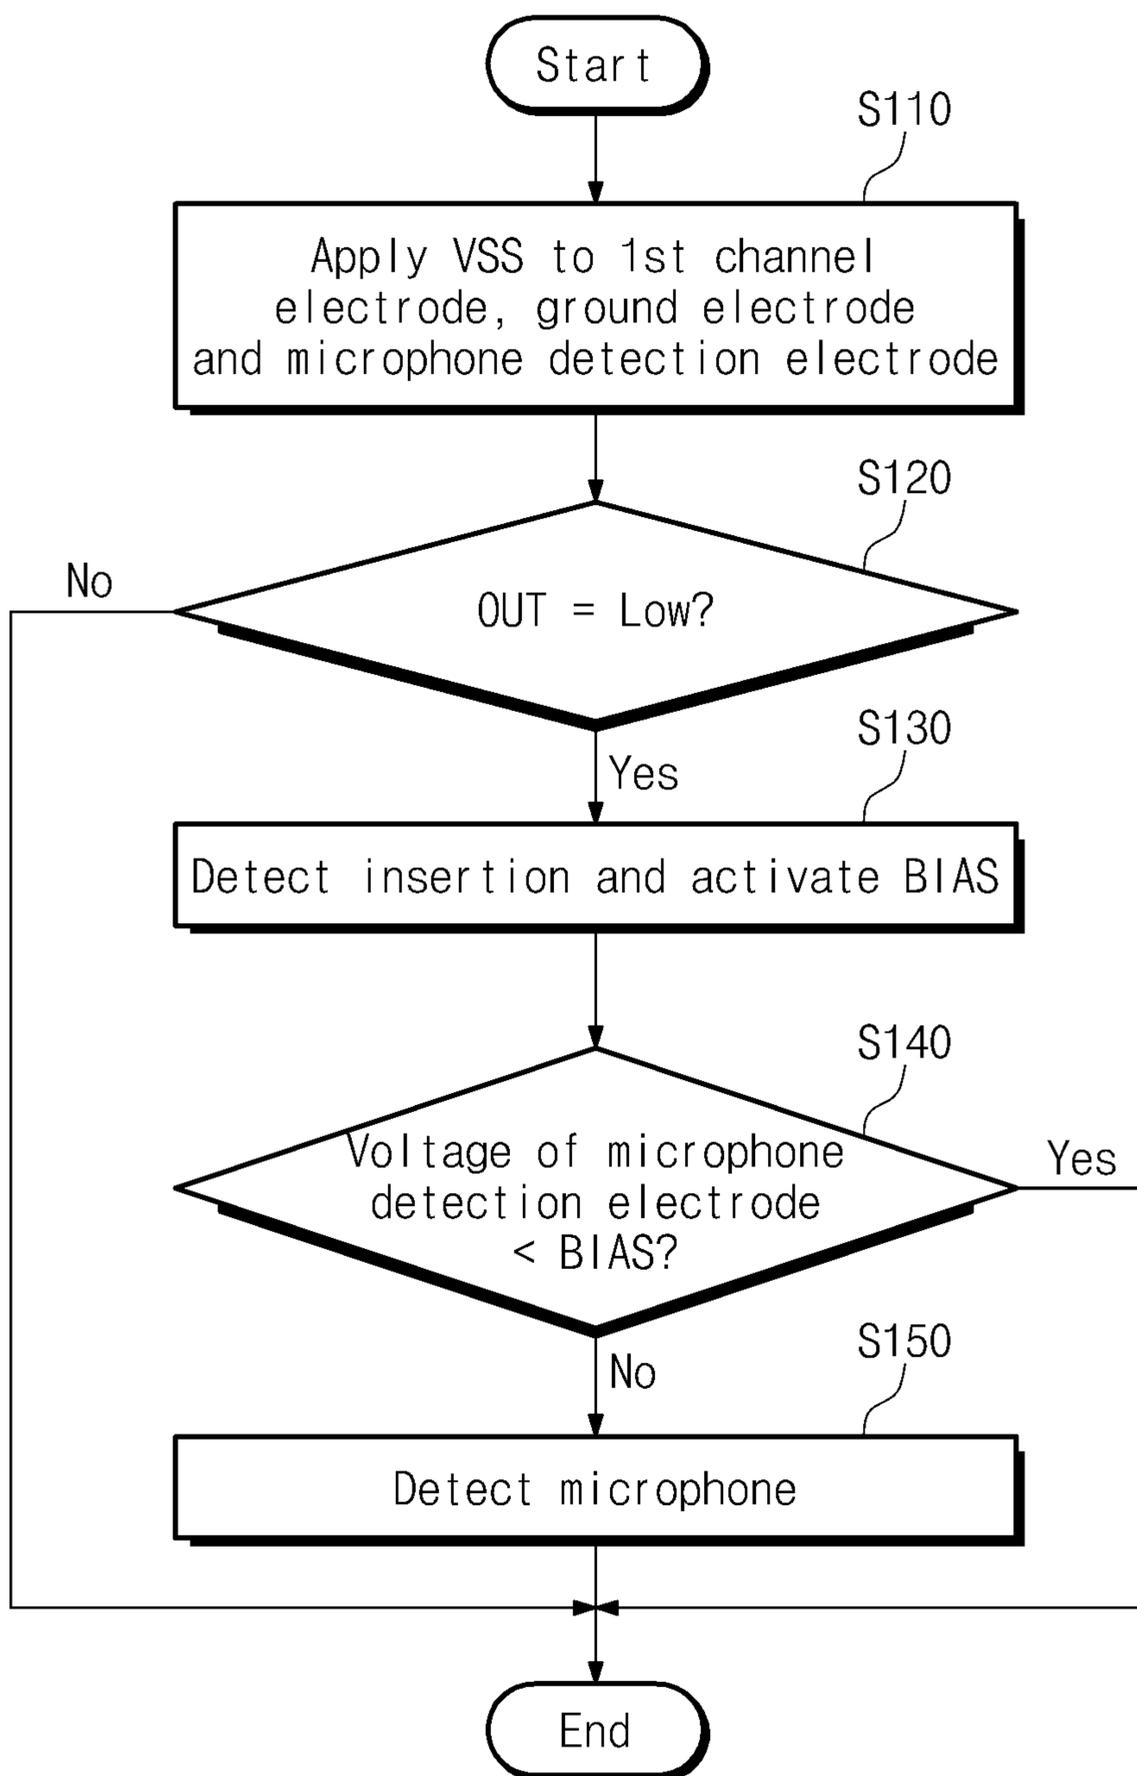 Start
S110
Apply VSS to 1st channel
electrode, ground electrode
and microphone detection electrode
S120
No
OUT = Low?
S130
Yes
Detect insertion and activate BIAS
S140
Voltage of microphone
Yes
detection electrode
< BIAS?
S150
No
Detect microphone
End